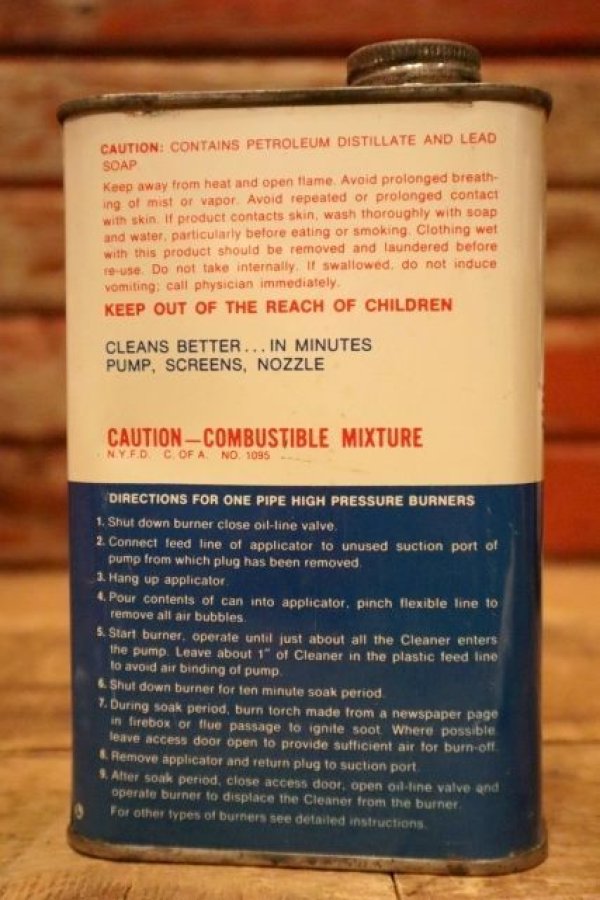 CAUTION: CONTAINS PETROLEUM DISTILLATE AND LEAD
SOAP
Keep away from heat and open flame. Avoid prolonged breath-
ing of mist or vapor. Avoid repeated or prolonged contact
with skin. If product contacts skin, wash thoroughly with soap
and water, particularly before eating or smoking. Clothing wet
with this product should be removed and laundered before
re-use. Do not take internally. If swallowed, do not induce
vomiting; call physician immediately.
KEEP OUT OF THE REACH OF CHILDREN
CLEANS BETTER...IN MINUTES
PUMP, SCREENS, NOZZLE
CAUTION—COMBUSTIBLE MIXTURE
N.Y.F.D. C. OF A. NO. 1095
DIRECTIONS FOR ONE PIPE HIGH PRESSURE BURNERS
1. Shut down burner close oil-line valve.
2. Connect feed line of applicator to unused suction port of
pump from which plug has been removed.
3. Hang up applicator.
4. Pour contents of can into applicator, pinch flexible line to
remove all air bubbles.
5. Start burner, operate until just about all the Cleaner enters
the pump. Leave about 1" of Cleaner in the plastic feed line
to avoid air binding of pump.
6. Shut down burner for ten minute soak period.
7. During soak period, burn torch made from a newspaper page
in firebox or flue passage to ignite soot. Where possible
leave access door open to provide sufficient air for burn-off.
8. Remove applicator and return plug to suction port.
9. After soak period, close access door, open oil-line valve and
operate burner to displace the Cleaner from the burner.
For other types of burners see detailed instructions.